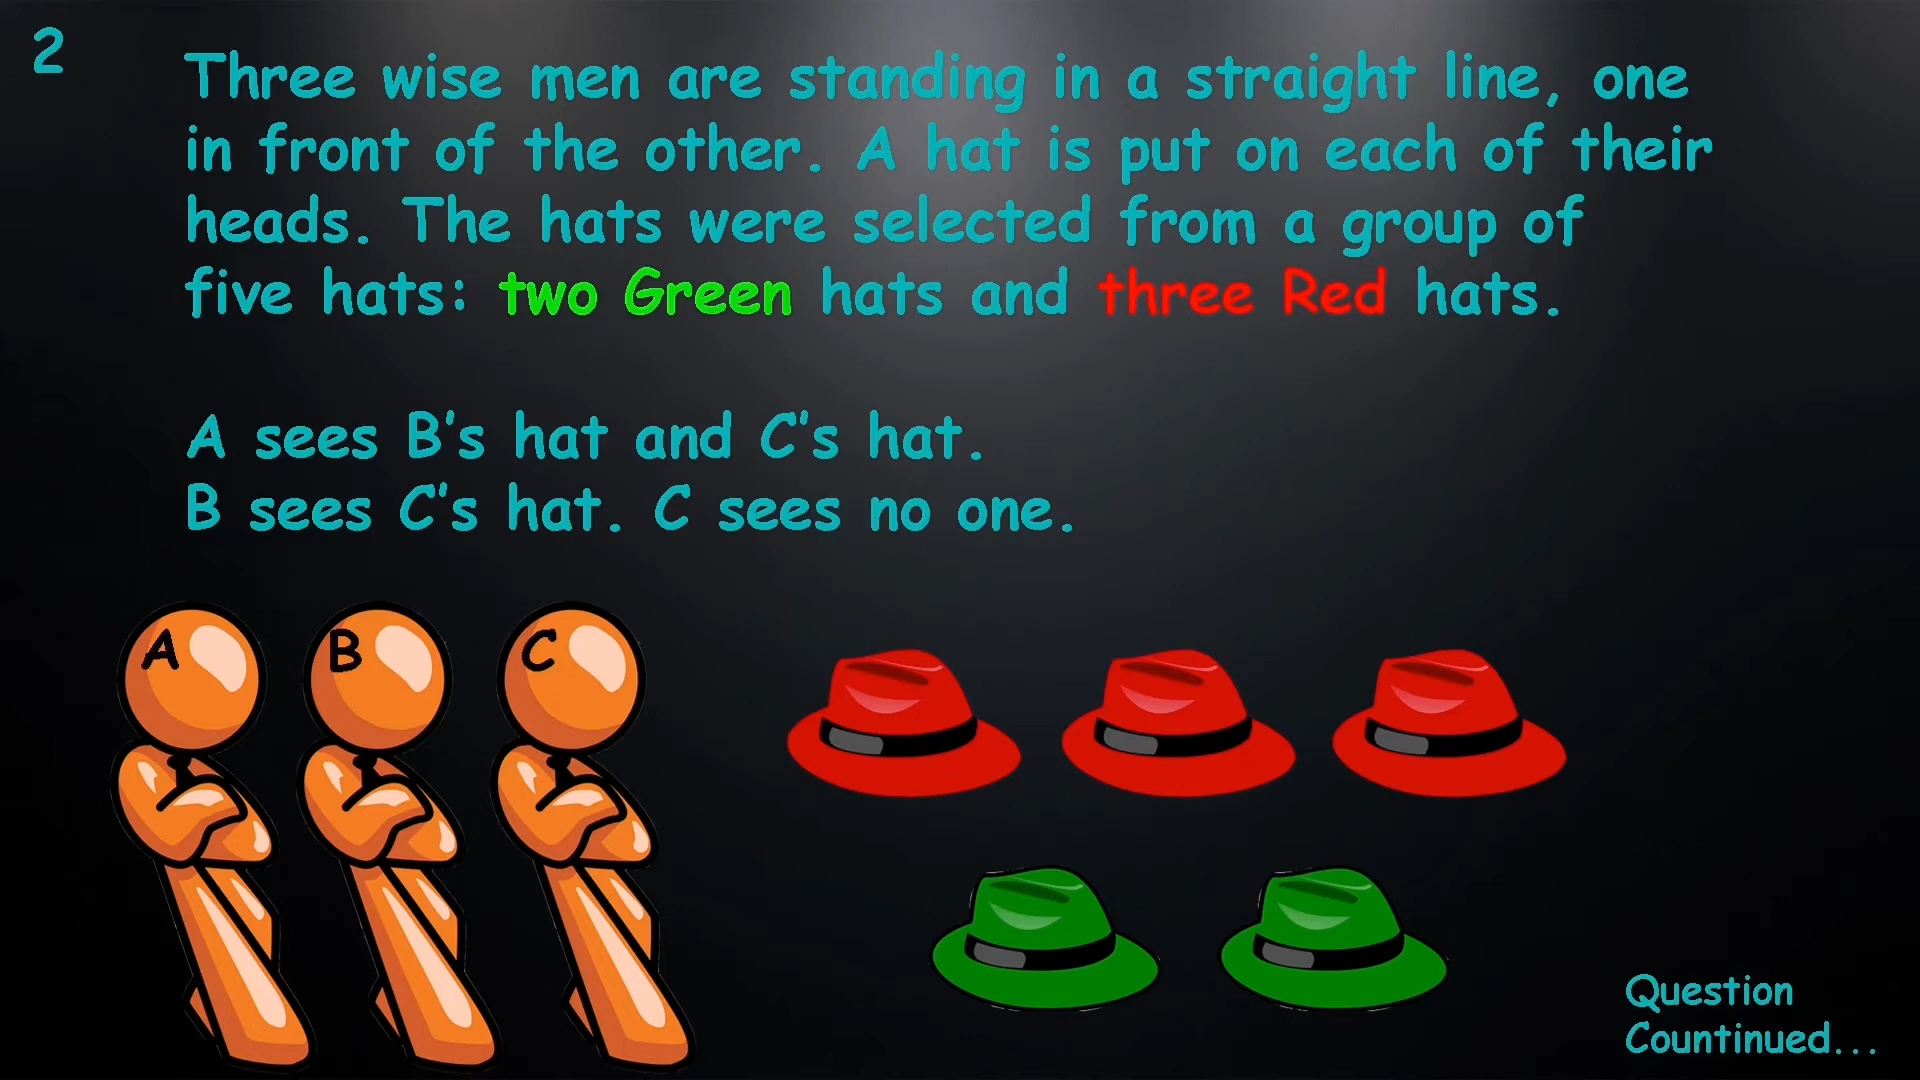 2
Three wise men are standing in a straight line, one
in front of the other. A hat is put on each of their
heads. The hats were selected from a group of
five hats: two Green hats and three Red hats.
A sees B's hat and C's hat.
B sees C's hat. C sees no one.
A B C
Question
Countinued...